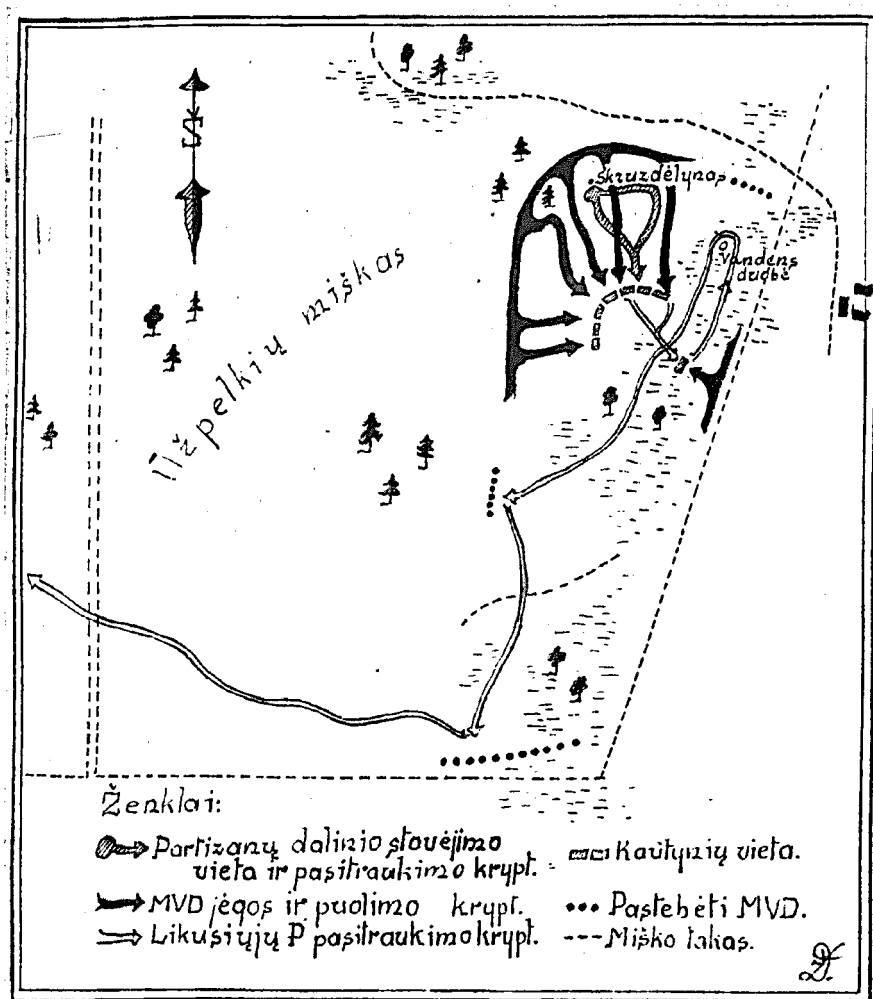 Š
Skruzdėlynas
Vandens
duobė
Užpelkių miškas
Ženklai:
Partizanų dalinio stovėjimo
vieta ir pasitraukimo krypt.
Kautynių vieta.
MVD jėgos ir puolimo krypt.
Pastebėti MVD.
Likusiųjų P. pasitraukimo krypt.
Miško takas.